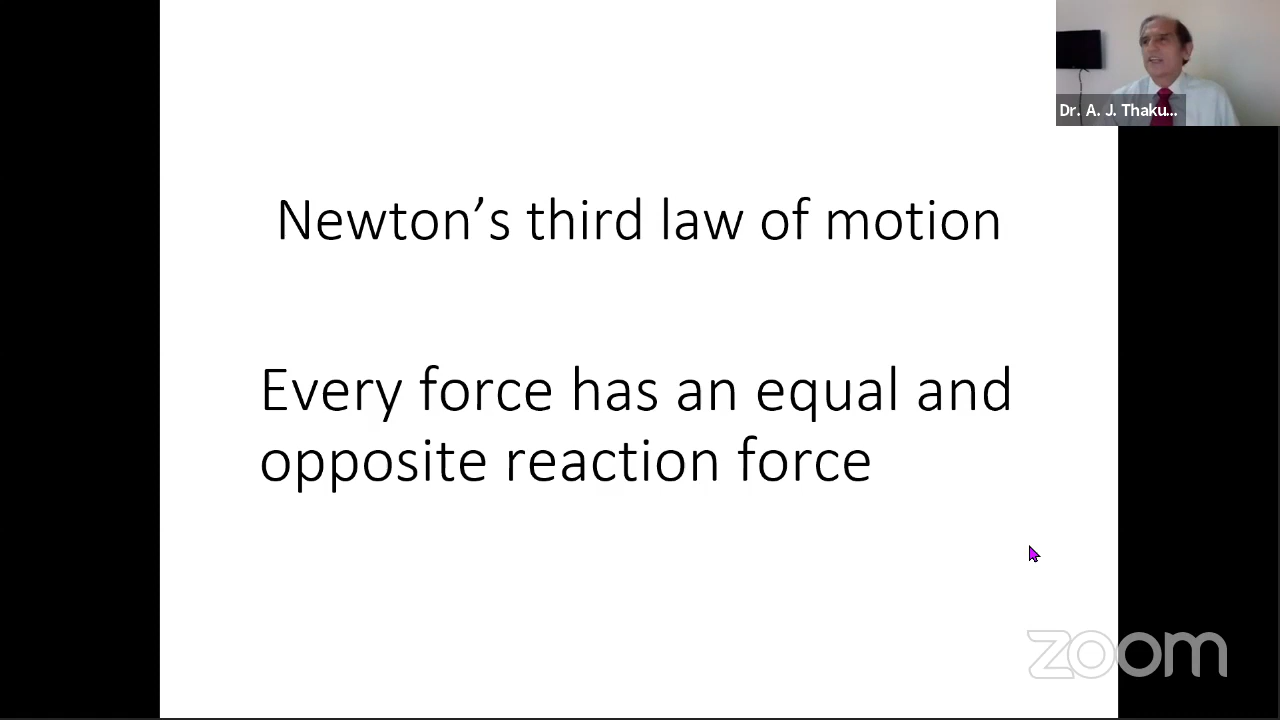 Dr. A. J. Thaku...
Newton’s third law of motion
Every force has an equal and
opposite reaction force
zoom